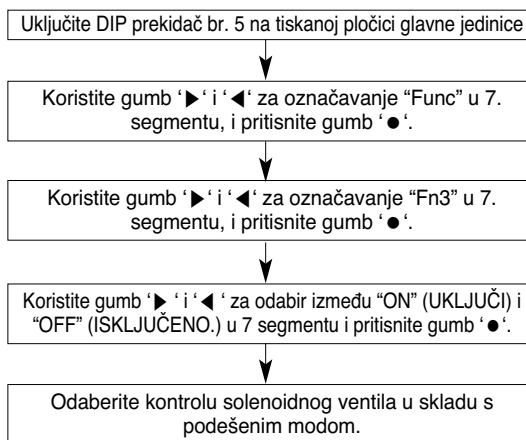 Uključite DIP prekidač br. 5 na tiskanoj pločici glavne jedinice
Koristite gumb ‘▶‘ i ‘◀‘ za označavanje “Func” u 7.
segmentu, i pritisnite gumb ‘●‘.
Koristite gumb ‘▶‘ i ‘◀‘ za označavanje “Fn3” u 7.
segmentu, i pritisnite gumb ‘●‘.
Koristite gumb ‘▶ ‘ i ‘◀ ‘ za odabir između “ON” (UKLJUČI) i
“OFF” (ISKLJUČENO.) u 7 segmentu i pritisnite gumb ‘●‘.
Odaberite kontrolu solenoidnog ventila u skladu s
podešenim modom.